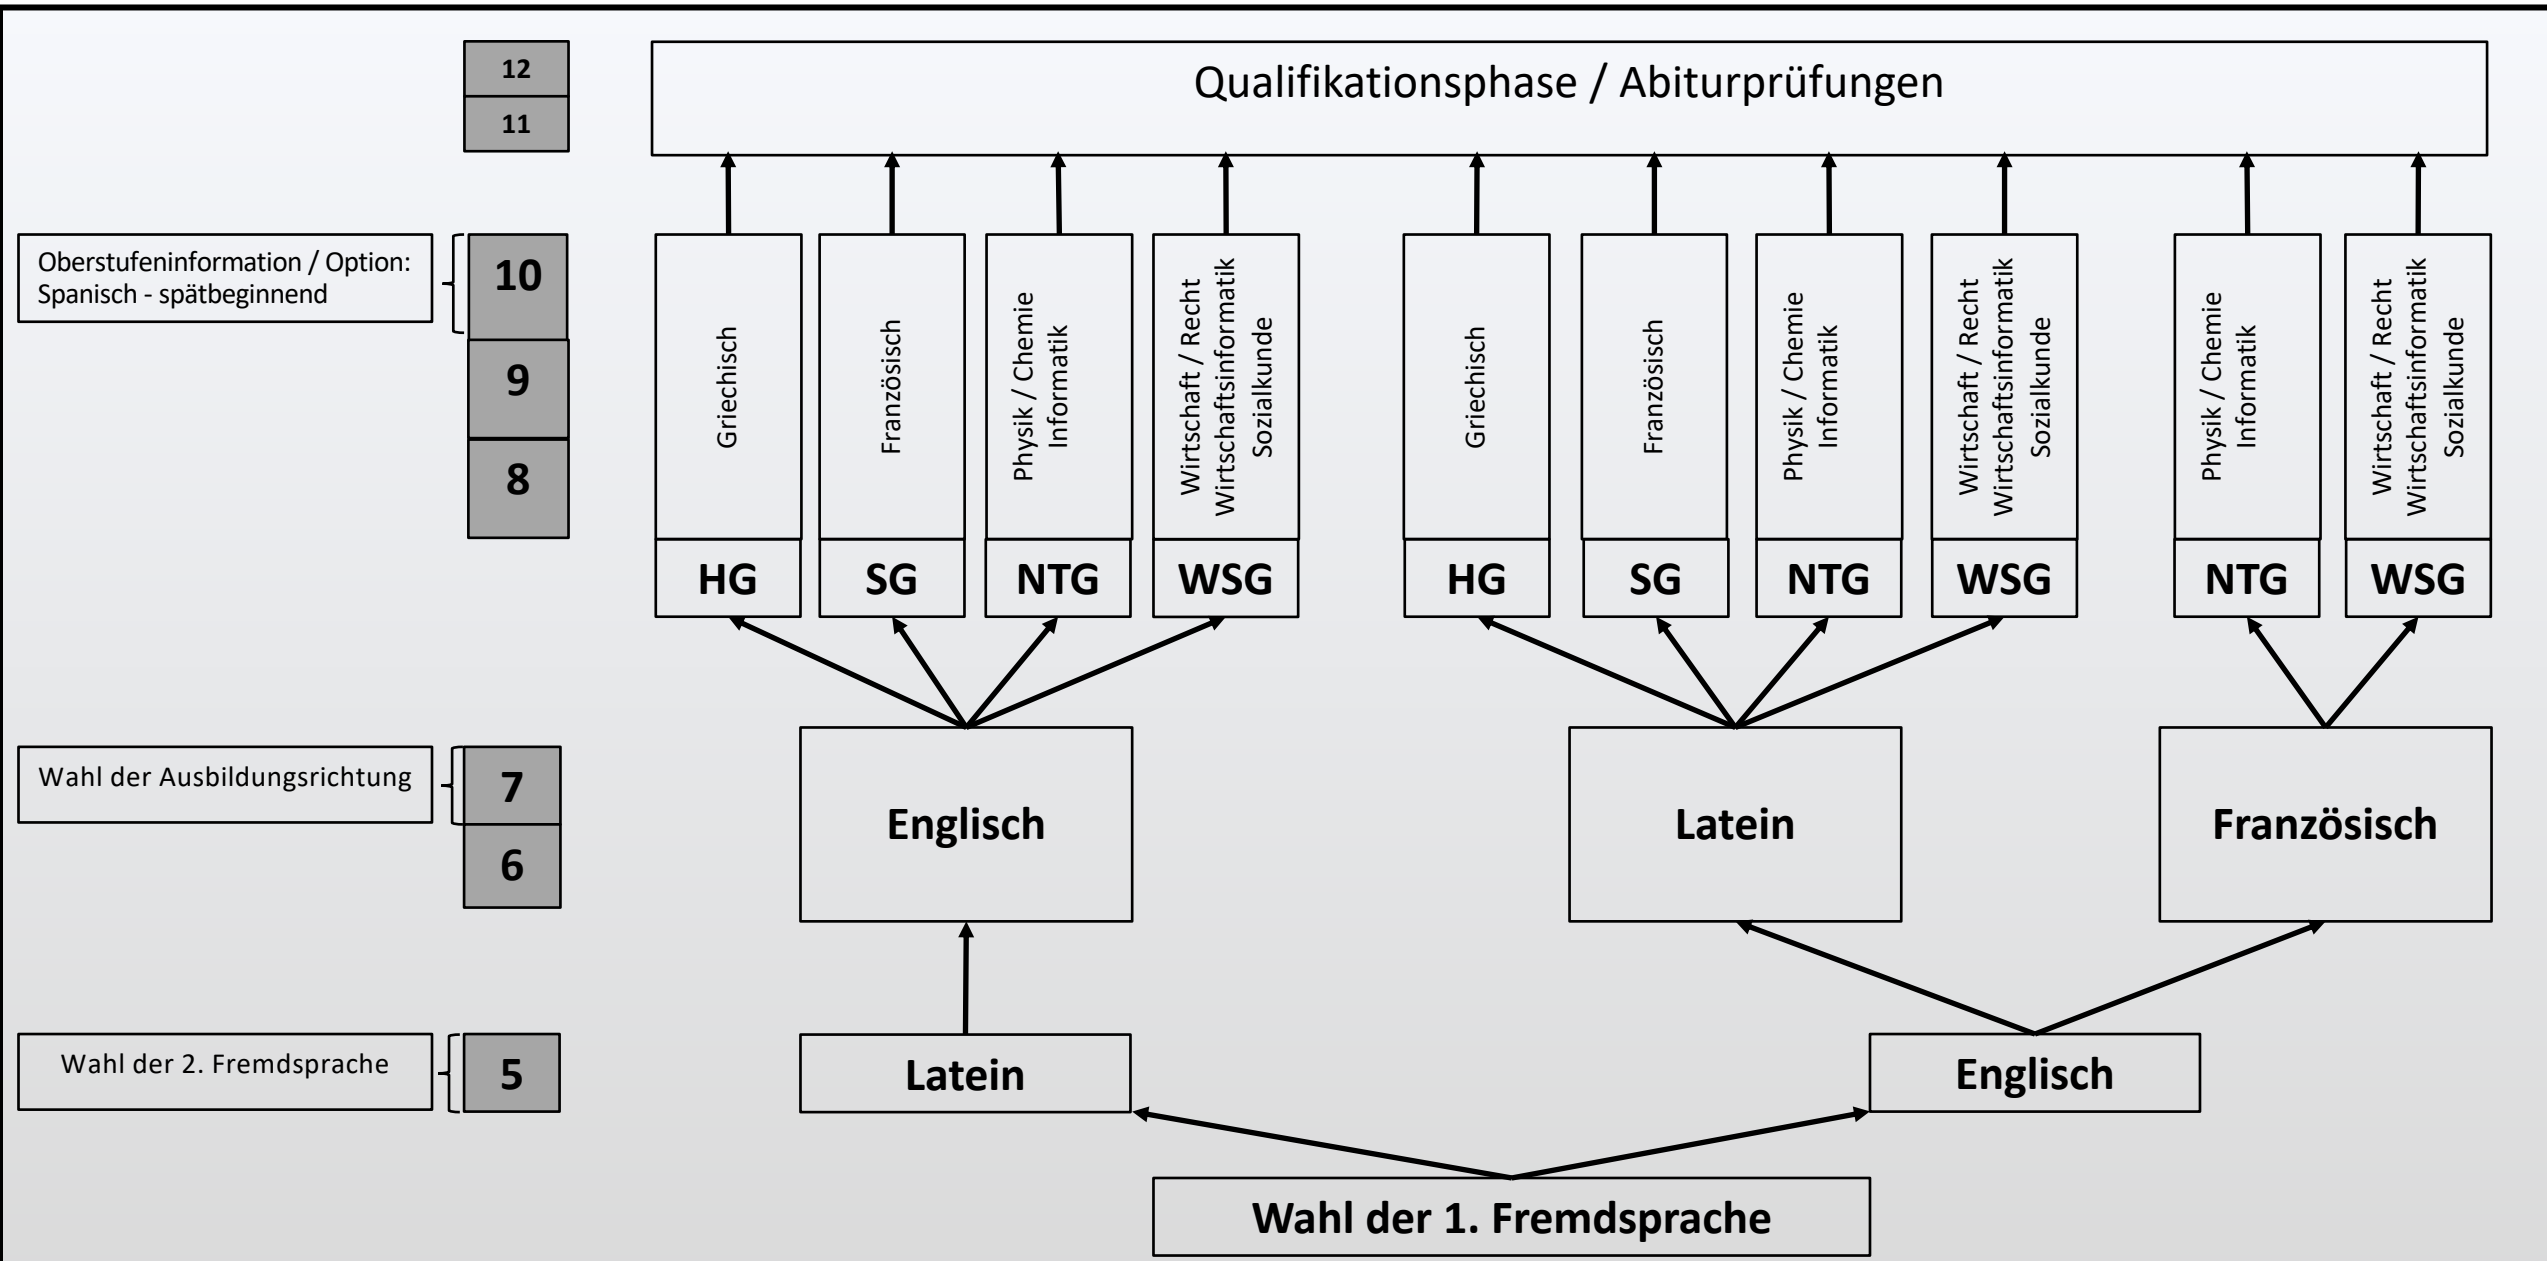 12
11
Qualifikationsphase / Abiturprüfungen
Oberstufeninformation / Option:
Spanisch - spätbeginnend
10
9
8
Griechisch
Französisch
Physik / Chemie
Informatik
Wirtschaft / Recht
Wirtschaftsinformatik
Sozialkunde
Griechisch
Französisch
Physik / Chemie
Informatik
Wirtschaft / Recht
Wirtschaftsinformatik
Sozialkunde
Physik / Chemie
Informatik
Wirtschaft / Recht
Wirtschaftsinformatik
Sozialkunde
HG
SG
NTG
WSG
HG
SG
NTG
WSG
NTG
WSG
Wahl der Ausbildungsrichtung
7
6
Englisch
Latein
Französisch
Wahl der 2. Fremdsprache
5
Latein
Englisch
Wahl der 1. Fremdsprache